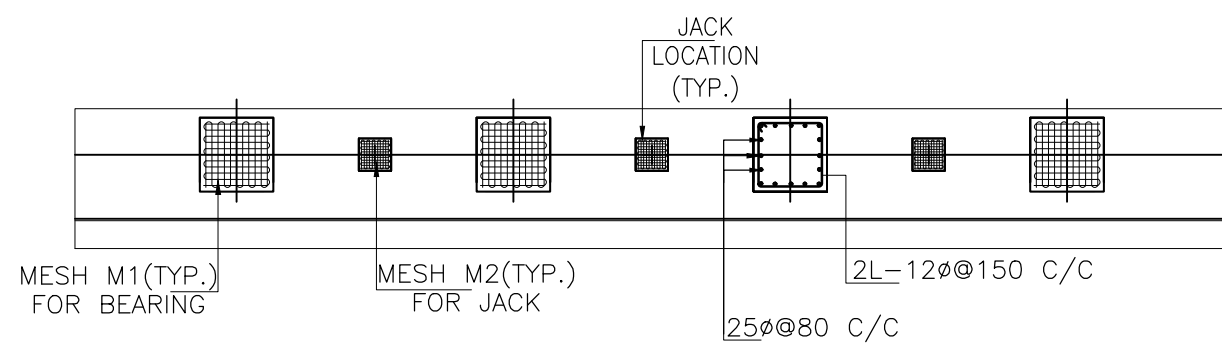 JACK
LOCATION
(TYP.)
MESH M1(TYP.)
FOR BEARING
MESH M2(TYP.)
FOR JACK
2L-12ø@150 C/C
25ø@80 C/C